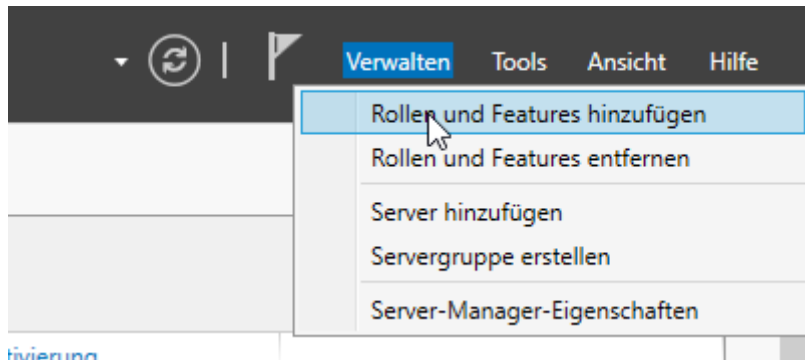 Verwalten Tools Ansicht Hilfe
Rollen und Features hinzufügen
Rollen und Features entfernen
Server hinzufügen
Servergruppe erstellen
Server-Manager-Eigenschaften